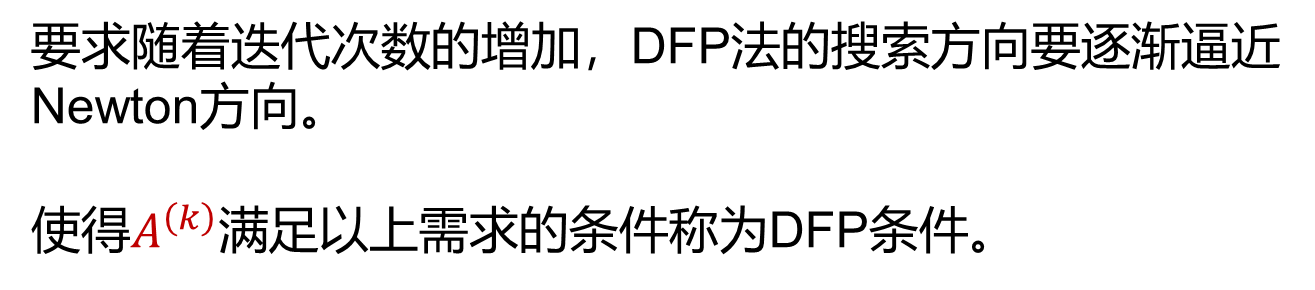 要求随着迭代次数的增加，DFP法的搜索方向要逐渐逼近
Newton方向。
使得A^(k)满足以上需求的条件称为DFP条件。